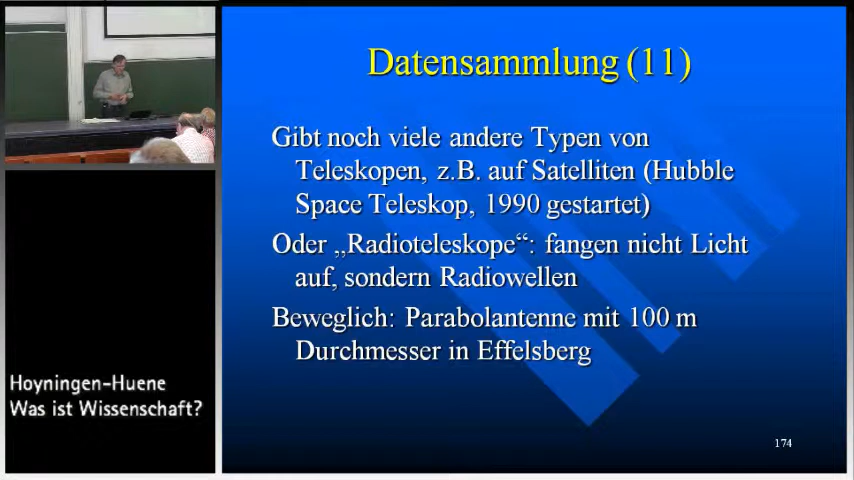 Datensammlung (11)
Gibt noch viele andere Typen von
Teleskopen, z.B. auf Satelliten (Hubble
Space Teleskop, 1990 gestartet)
Oder „Radioteleskope“: fangen nicht Licht
auf, sondern Radiowellen
Beweglich: Parabolantenne mit 100 m
Durchmesser in Effelsberg
174
Hoyningen-Huene
Was ist Wissenschaft?